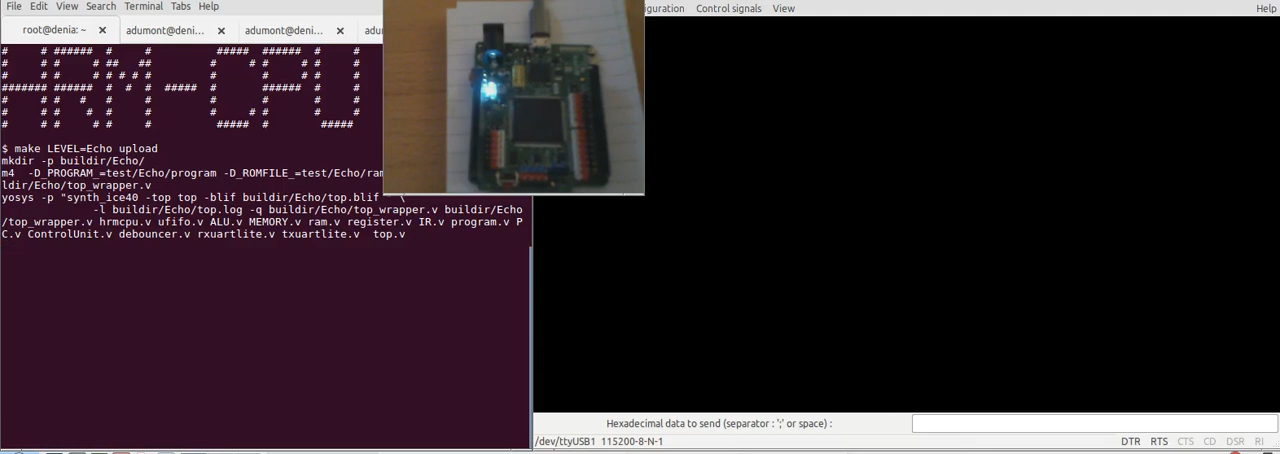 File Edit View Search Terminal Tabs Help
root@denia: ~ × adumont@deni... × adumont@deni... × adu
HRM-CPU
$ make LEVEL=Echo upload
mkdir -p buildir/Echo/
m4  -D_PROGRAM_=test/Echo/program -D_ROMFILE_=test/Echo/ram
ldir/Echo/top_wrapper.v
yosys -p "synth_ice40 -top top -blif buildir/Echo/top.blif   \
-l buildir/Echo/top.log -q buildir/Echo/top_wrapper.v buildir/Echo
/top_wrapper.v hrmcpu.v ufifo.v ALU.v MEMORY.v ram.v register.v IR.v program.v P
C.v ControlUnit.v debouncer.v rxuartlite.v txuartlite.v  top.v
iguration Control signals View Help
Hexadecimal data to send (separator : ';' or space) :
/dev/ttyUSB1  115200-8-N-1 DTR RTS CTS CD DSR RI